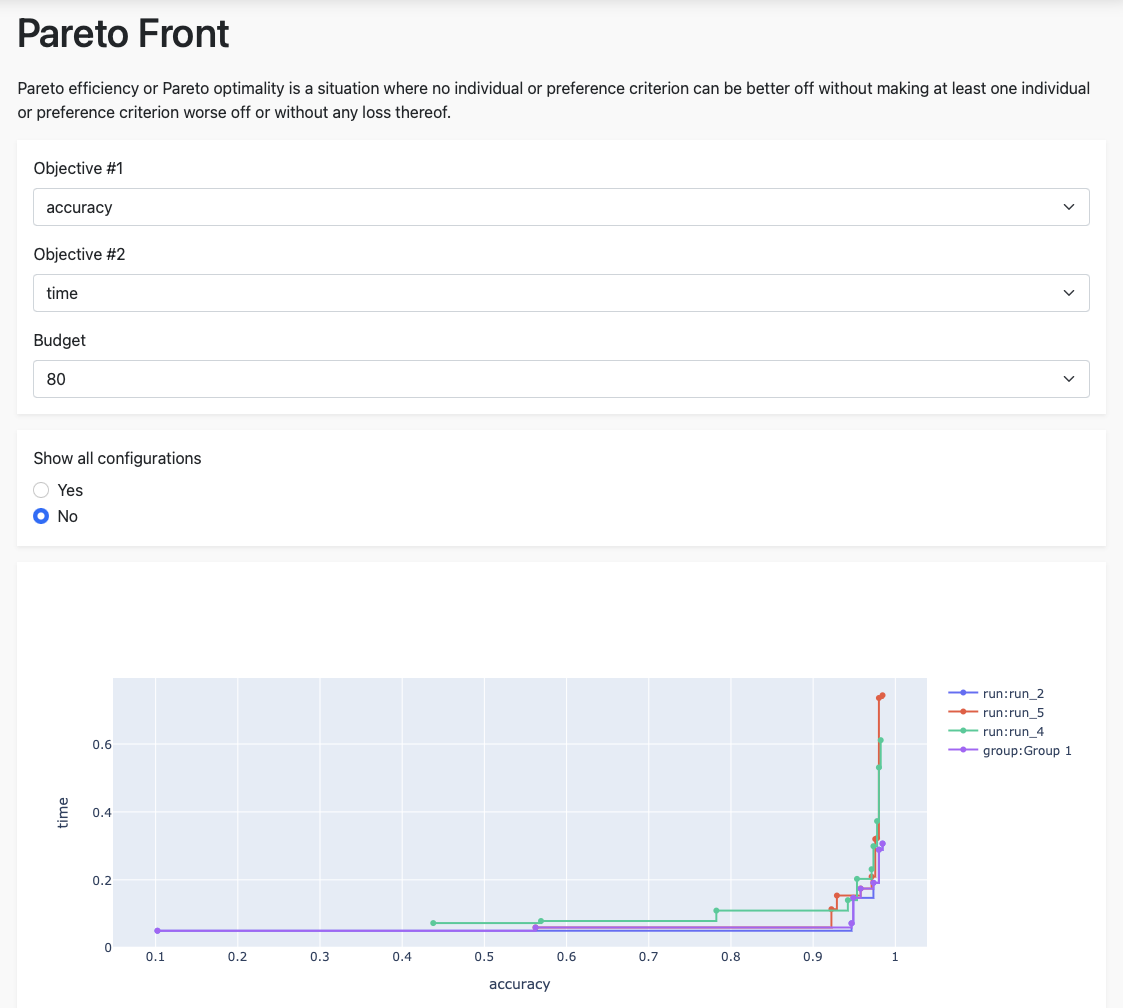 Pareto Front
Pareto efficiency or Pareto optimality is a situation where no individual or preference criterion can be better off without making at least one individual
or preference criterion worse off or without any loss thereof.
Objective #1
accuracy
Objective #2
time
Budget
80
Show all configurations
Yes
No
run:run_2
run:run_5
run:run_4
group:Group 1
0.6
0.4
0.2
0
time
0.1 0.2 0.3 0.4 0.5 0.6 0.7 0.8 0.9 1
accuracy